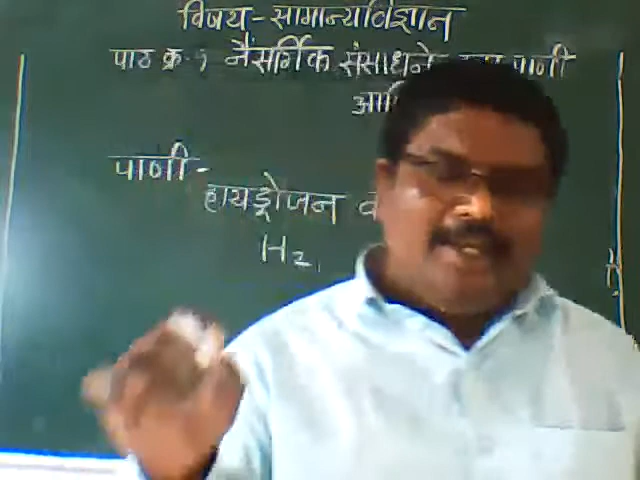 विषय - सामान्यविज्ञान
पाठ क्र. १ नैसर्गिक संसाधने पाणी
पाणी -
हायड्रोजन
H₂